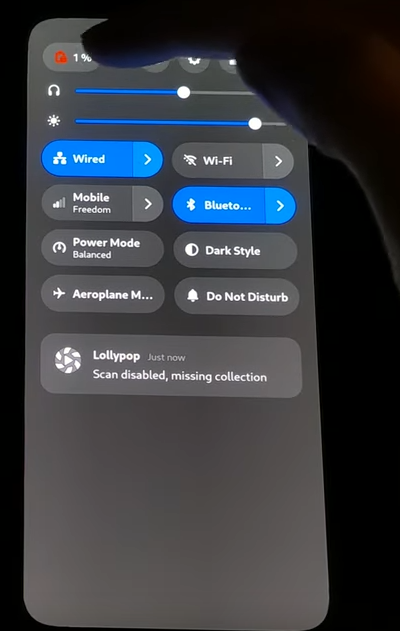 1 %
Wired
Wi-Fi
Mobile
Freedom
Blueto...
Power Mode
Balanced
Dark Style
Aeroplane M...
Do Not Disturb
Lollypop Just now
Scan disabled, missing collection